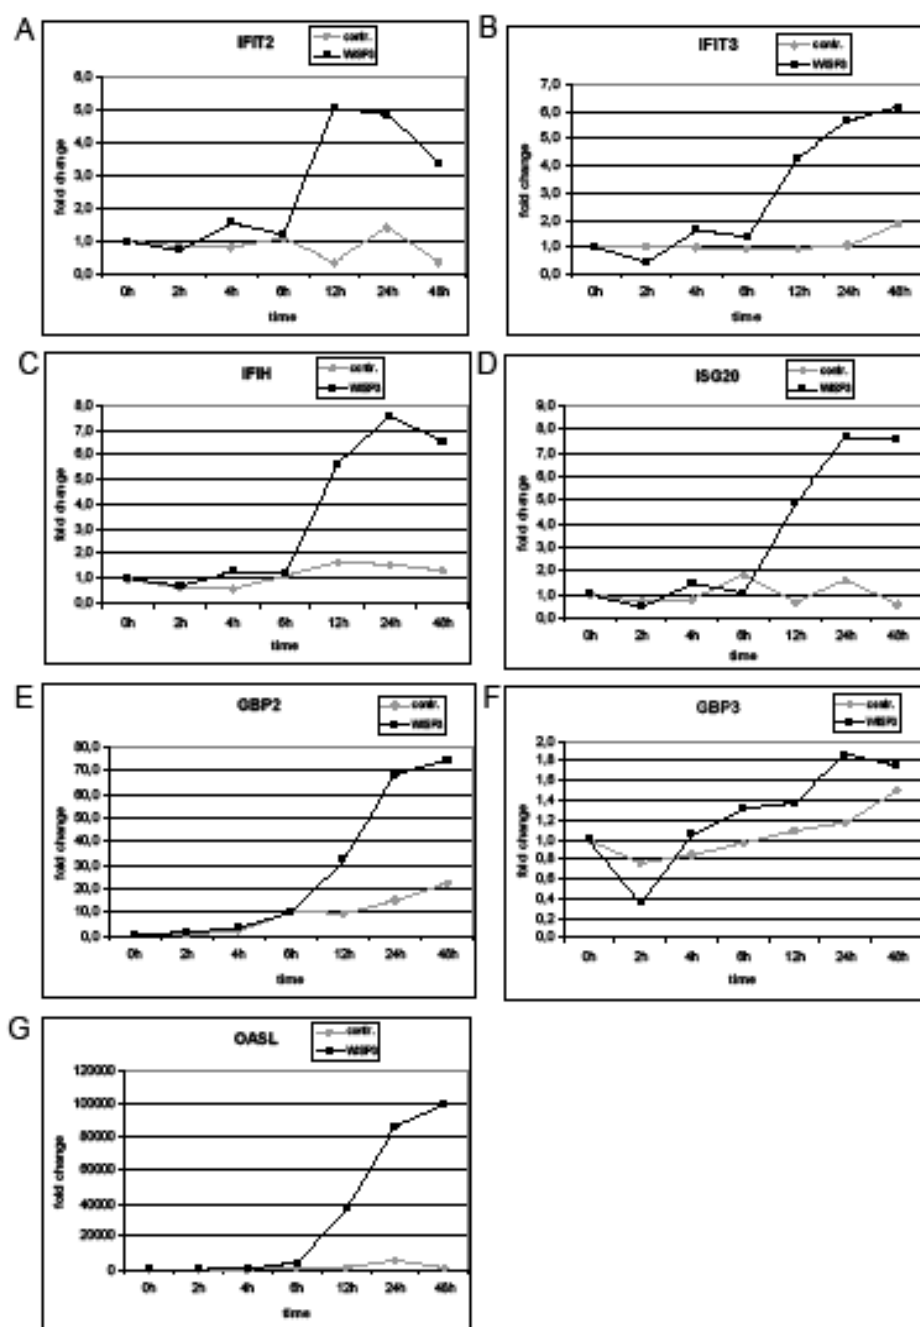 A
IFIT2
contr.
WISP3
fold change
6,0
5,0
4,0
3,0
2,0
1,0
0,0
0h 2h 4h 6h 12h 24h 48h
time
B
IFIT3
contr.
WISP3
fold change
7,0
6,0
5,0
4,0
3,0
2,0
1,0
0,0
0h 2h 4h 6h 12h 24h 48h
time
C
IFIH
contr.
WISP3
fold change
8,0
7,0
6,0
5,0
4,0
3,0
2,0
1,0
0,0
0h 2h 4h 6h 12h 24h 48h
time
D
ISG20
contr.
WISP3
fold change
9,0
8,0
7,0
6,0
5,0
4,0
3,0
2,0
1,0
0,0
0h 2h 4h 6h 12h 24h 48h
time
E
GBP2
contr.
WISP3
fold change
80,0
70,0
60,0
50,0
40,0
30,0
20,0
10,0
0,0
0h 2h 4h 6h 12h 24h 48h
time
F
GBP3
contr.
WISP3
fold change
2,0
1,8
1,6
1,4
1,2
1,0
0,8
0,6
0,4
0,2
0,0
0h 2h 4h 6h 12h 24h 48h
time
G
OASL
contr.
WISP3
fold change
120000
100000
80000
60000
40000
20000
0
0h 2h 4h 6h 12h 24h 48h
time